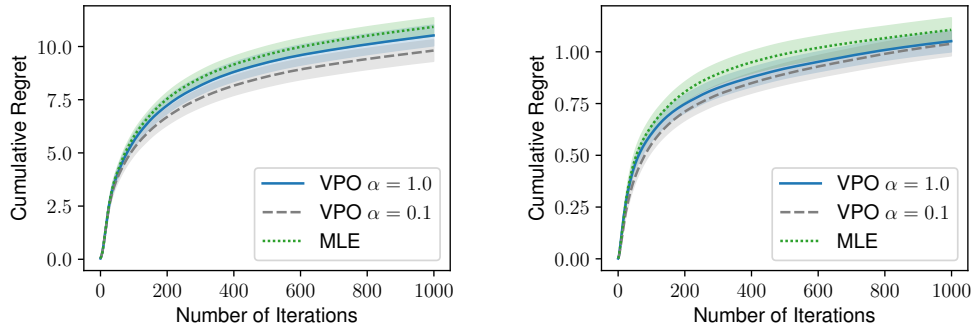 Cumulative Regret
10.0
7.5
5.0
2.5
0.0
VPO α = 1.0
VPO α = 0.1
MLE
0 200 400 600 800 1000
Number of Iterations
Cumulative Regret
1.00
0.75
0.50
0.25
0.00
VPO α = 1.0
VPO α = 0.1
MLE
0 200 400 600 800 1000
Number of Iterations